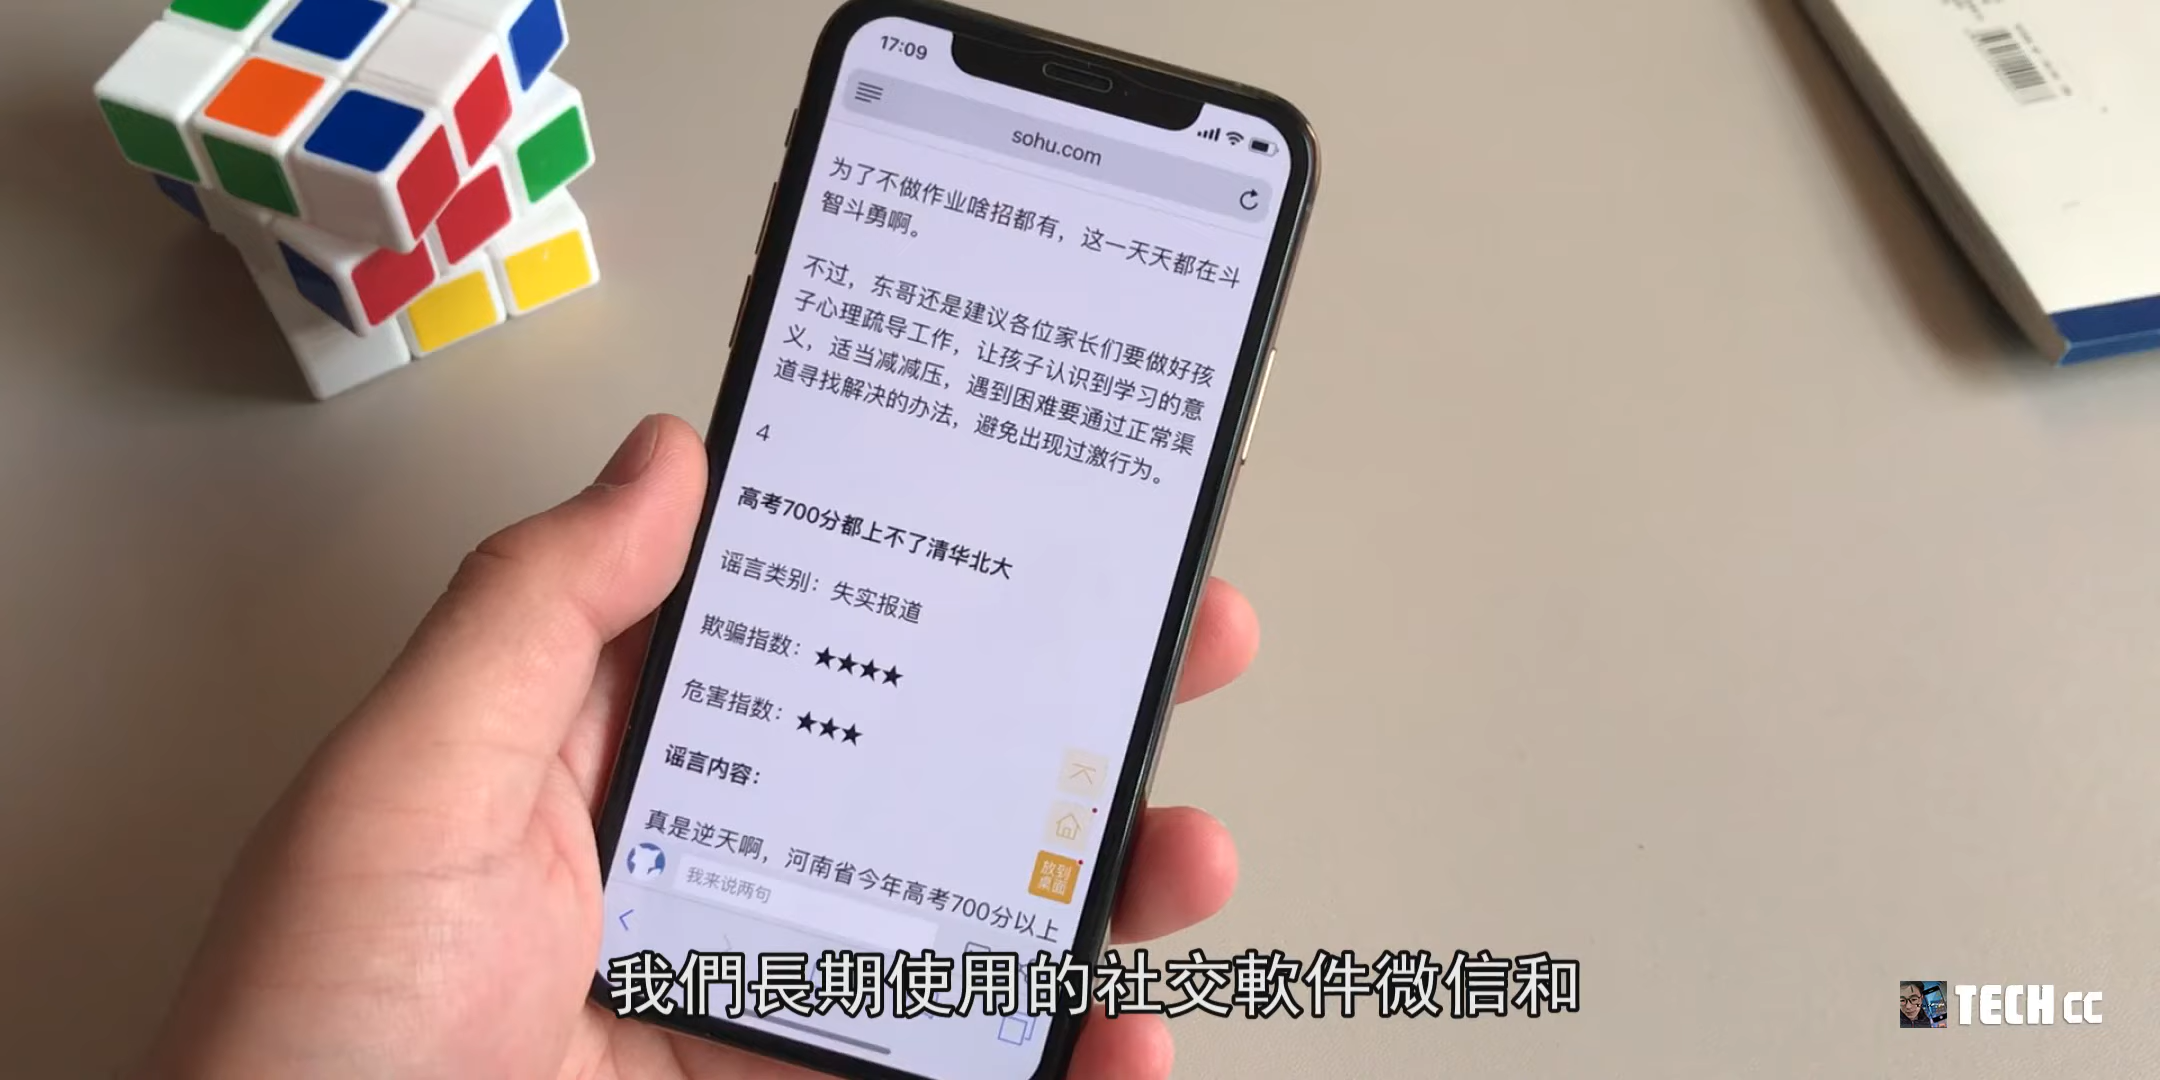 17:09
sohu.com
为了不做作业啥招都有，这一天天都在斗
智斗勇啊。
不过，东哥还是建议各位家长们要做好孩
子心理疏导工作，让孩子认识到学习的意
义，适当减减压，遇到困难要通过正常渠
道寻找解决的办法，避免出现过激行为。
4
高考700分都上不了清华北大
谣言类别：失实报道
欺骗指数：★★★★
危害指数：★★★
谣言内容：
真是逆天啊，河南省今年高考700分以上
放到
桌面
我来说两句
我們長期使用的社交軟件微信和
TECH cc